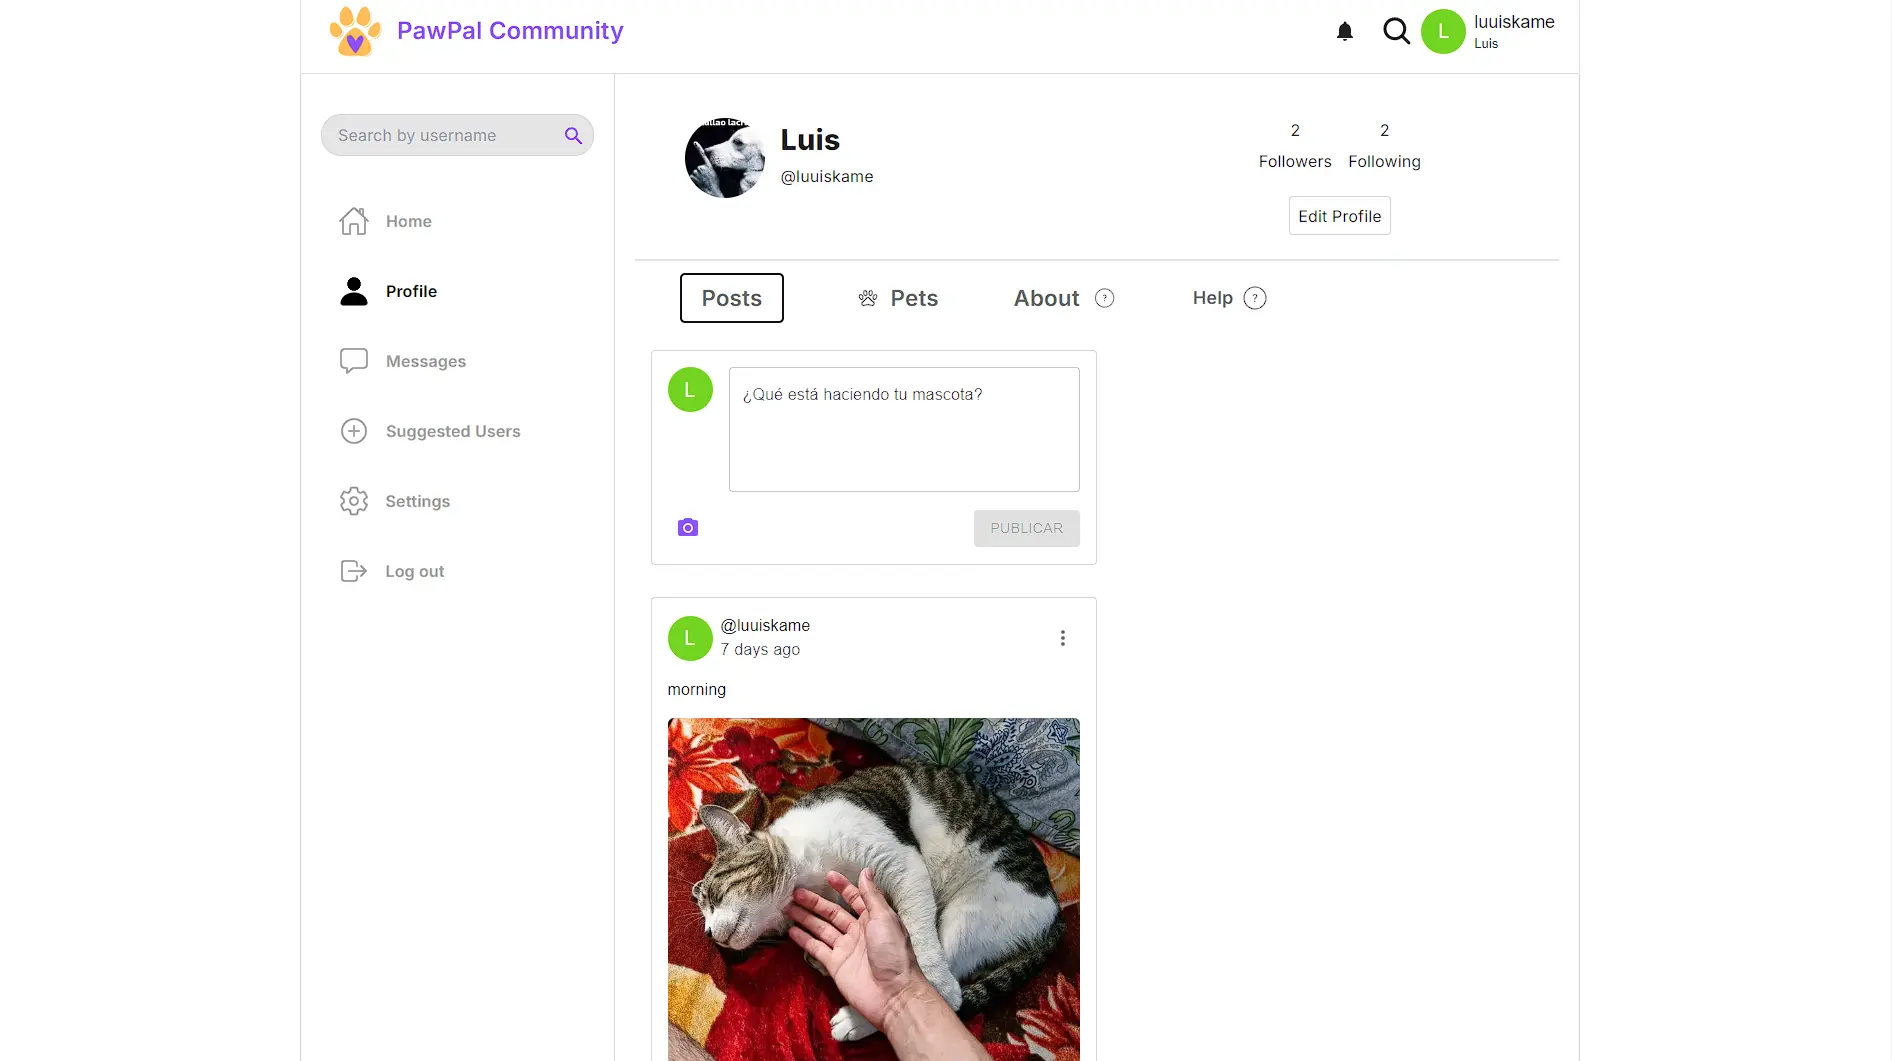 PawPal Community
L
luuiskame
Luis
Search by username
Home
Profile
Messages
Suggested Users
Settings
Log out
Luis
@luuiskame
2
Followers
2
Following
Edit Profile
Posts
Pets
About ?
Help ?
L
¿Qué está haciendo tu mascota?
PUBLICAR
L
@luuiskame
7 days ago
morning